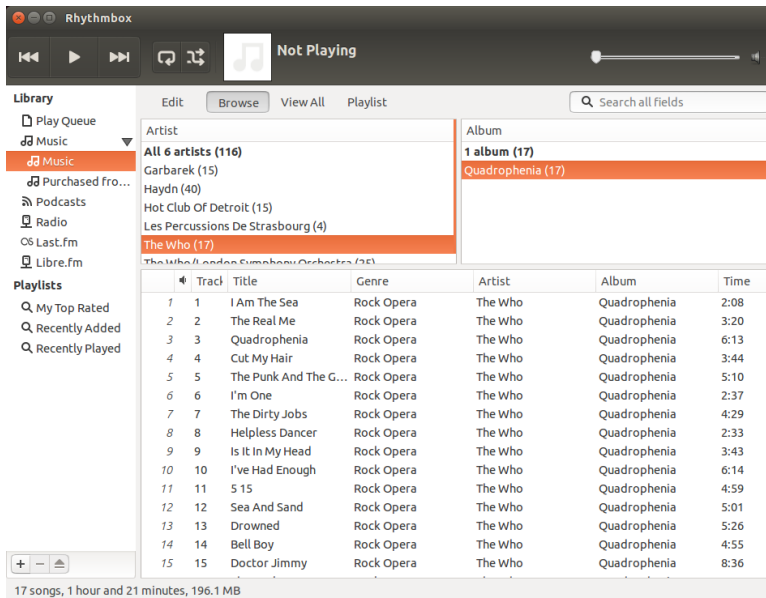 Rhythmbox
Not Playing
Library
Play Queue
Music
Music
Purchased fro...
Podcasts
Radio
Last.fm
Libre.fm
Playlists
My Top Rated
Recently Added
Recently Played
Edit Browse View All Playlist Search all fields
Artist
All 6 artists (116)
Garbarek (15)
Haydn (40)
Hot Club Of Detroit (15)
Les Percussions De Strasbourg (4)
The Who (17)
The Who/London Symphony Orchestra (25)
Album
1 album (17)
Quadrophenia (17)
Track Title Genre Artist Album Time
1 1 I Am The Sea Rock Opera The Who Quadrophenia 2:08
2 2 The Real Me Rock Opera The Who Quadrophenia 3:20
3 3 Quadrophenia Rock Opera The Who Quadrophenia 6:13
4 4 Cut My Hair Rock Opera The Who Quadrophenia 3:44
5 5 The Punk And The G... Rock Opera The Who Quadrophenia 5:10
6 6 I'm One Rock Opera The Who Quadrophenia 2:37
7 7 The Dirty Jobs Rock Opera The Who Quadrophenia 4:29
8 8 Helpless Dancer Rock Opera The Who Quadrophenia 2:33
9 9 Is It In My Head Rock Opera The Who Quadrophenia 3:43
10 10 I've Had Enough Rock Opera The Who Quadrophenia 6:14
11 11 5 15 Rock Opera The Who Quadrophenia 4:59
12 12 Sea And Sand Rock Opera The Who Quadrophenia 5:01
13 13 Drowned Rock Opera The Who Quadrophenia 5:26
14 14 Bell Boy Rock Opera The Who Quadrophenia 4:55
15 15 Doctor Jimmy Rock Opera The Who Quadrophenia 8:36
17 songs, 1 hour and 21 minutes, 196.1 MB